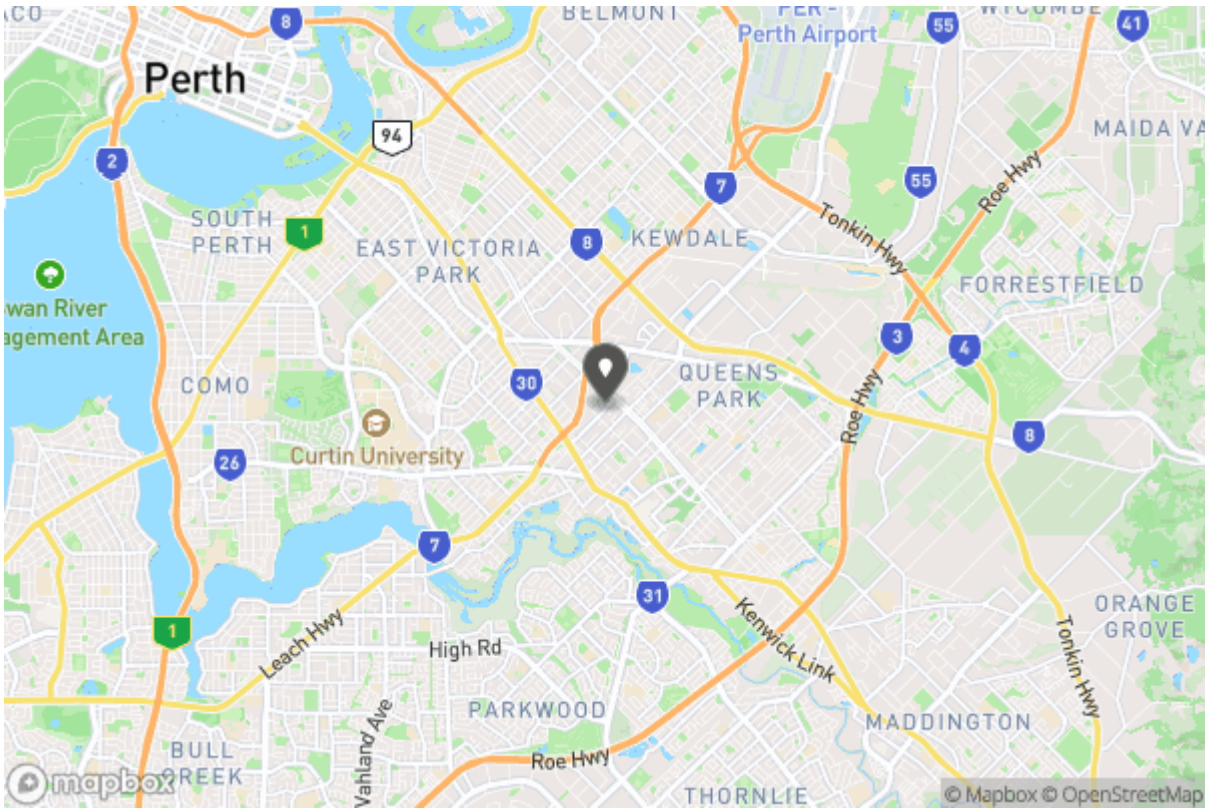 ACO
8
BELMONT
PER -
Perth Airport
55
WYCOMBE
41
Perth
94
2
MAIDA VA
7
55
Roe Hwy
SOUTH
PERTH
1
EAST VICTORIA
PARK
8
KEWDALE
Tonkin Hwy
FORRESTFIELD
wan River
agement Area
3
4
COMO
30
QUEENS
PARK
Roe Hwy
26
Curtin University
8
7
31
ORANGE
GROVE
1
Leach Hwy
High Rd
Kenwick Link
Tonkin Hwy
PARKWOOD
MADDINGTON
BULL
CREEK
Vahland Ave
Roe Hwy
THORNLIE
mapbox
© Mapbox © OpenStreetMap